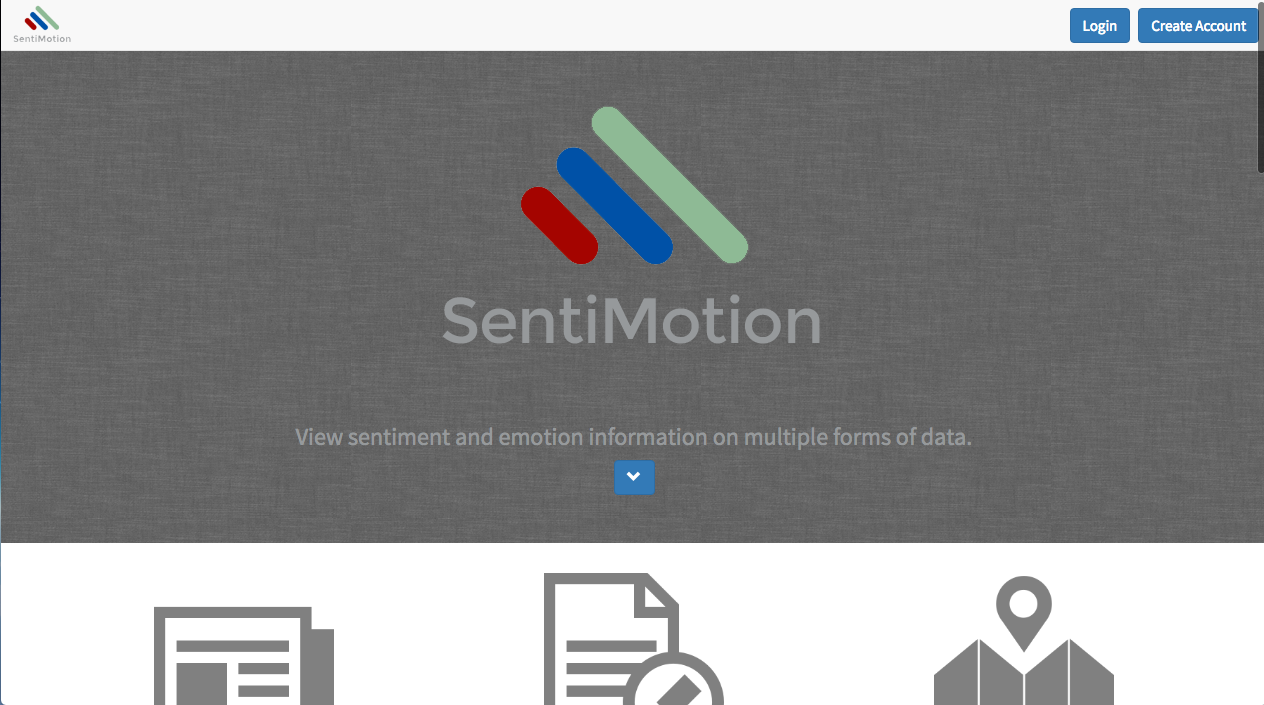 SentiMotion
Login
Create Account
SentiMotion
View sentiment and emotion information on multiple forms of data.